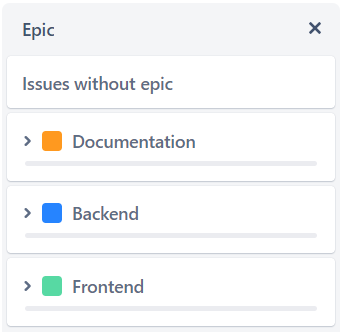 Epic
Issues without epic
Documentation
Backend
Frontend